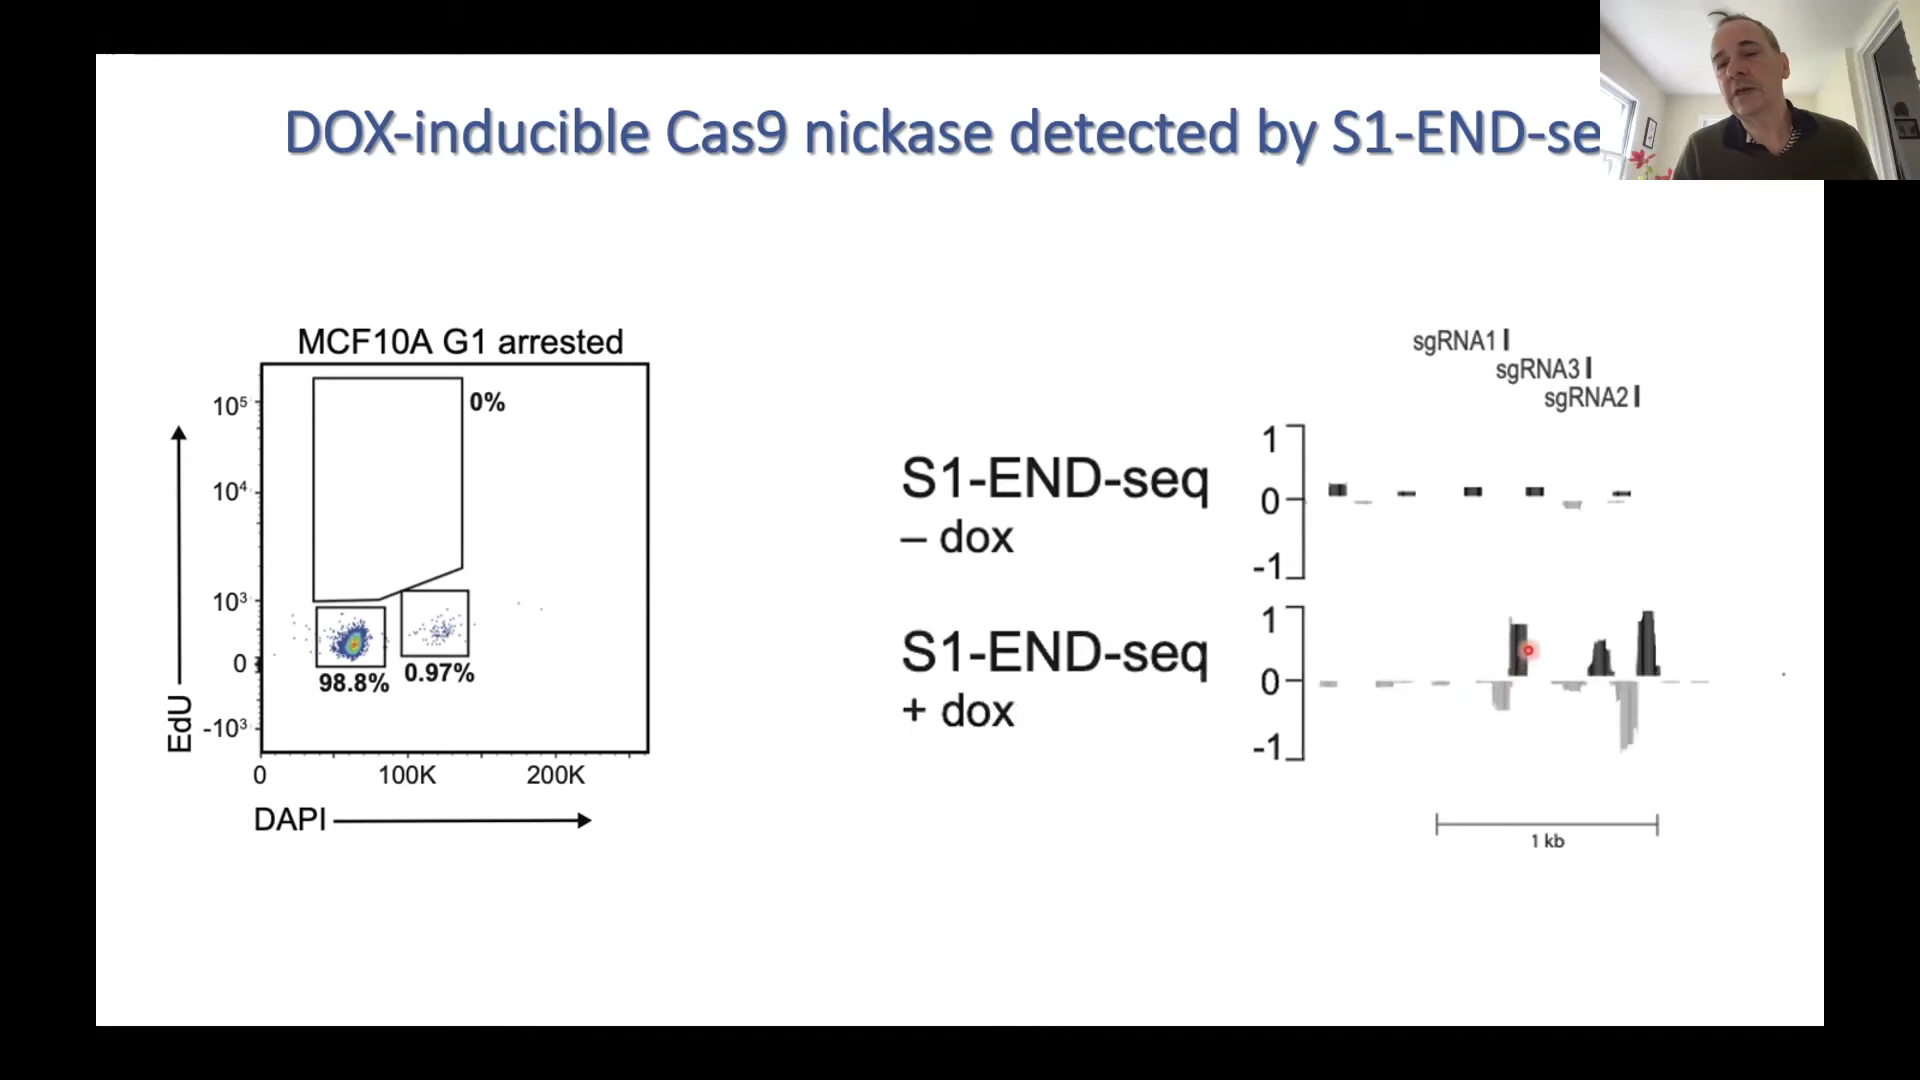 DOX-inducible Cas9 nickase detected by S1-END-se
MCF10A G1 arrested
10⁵
10⁴
10³
0
-10³
0%
98.8%
0.97%
EdU
0
100K
200K
DAPI
sgRNA1
sgRNA3
sgRNA2
S1-END-seq
– dox
1
0
-1
S1-END-seq
+ dox
1
0
-1
1 kb